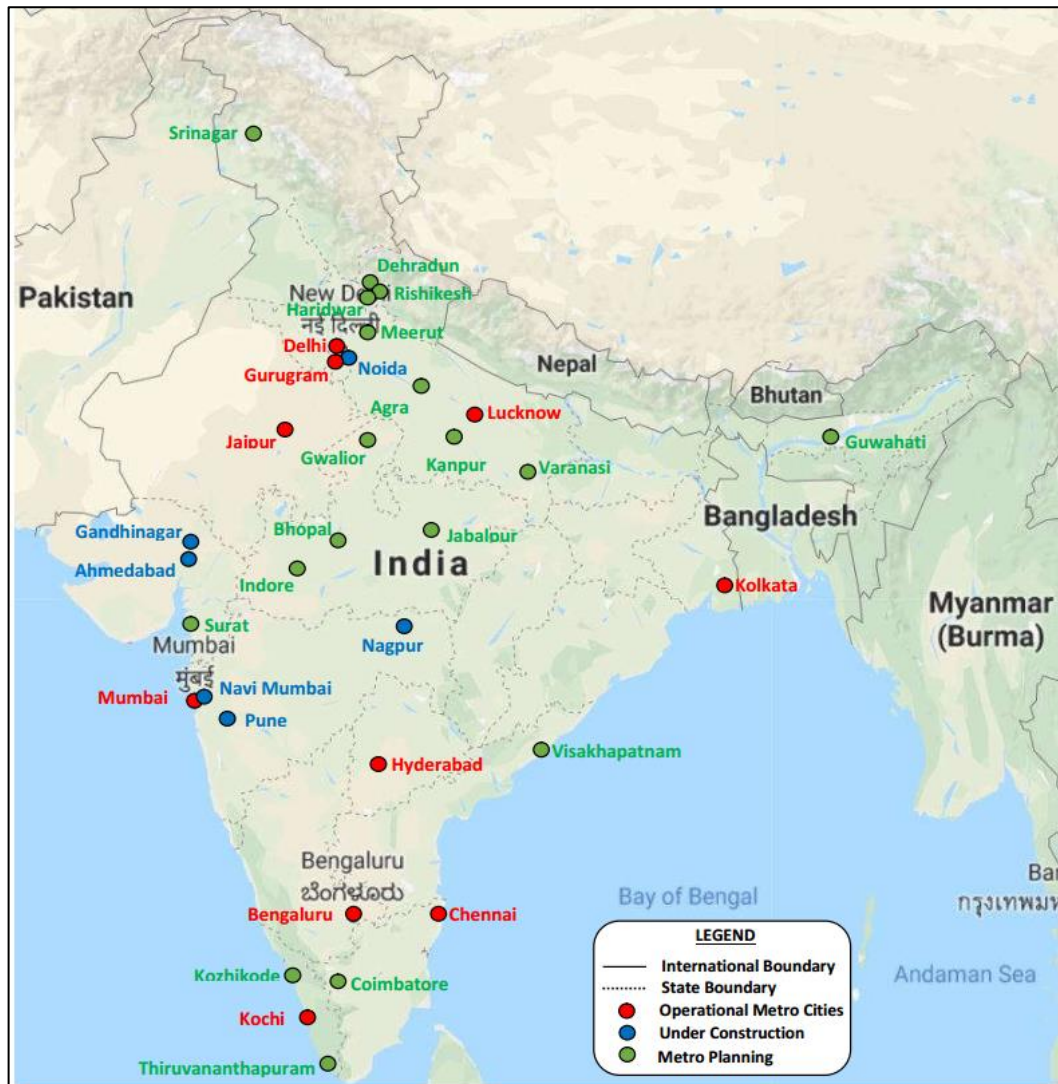 Srinagar
Pakistan
Dehradun
New Delhi
Rishikesh
Haridwar
नई दिल्ली
Meerut
Delhi
Noida
Gurugram
Nepal
Agra
Bhutan
Lucknow
Jaipur
Guwahati
Gwalior
Kanpur
Varanasi
Bangladesh
Gandhinagar
Bhopal
Jabalpur
India
Ahmedabad
Indore
Kolkata
Myanmar
(Burma)
Surat
Mumbai
Nagpur
मुंबई
Navi Mumbai
Mumbai
Pune
Visakhapatnam
Hyderabad
Bengaluru
ಬೆಂಗಳೂರು
Bay of Bengal
Bengaluru
Chennai
LEGEND
International Boundary
State Boundary
Operational Metro Cities
Under Construction
Metro Planning
Andaman Sea
Kozhikode
Coimbatore
Kochi
Thiruvananthapuram